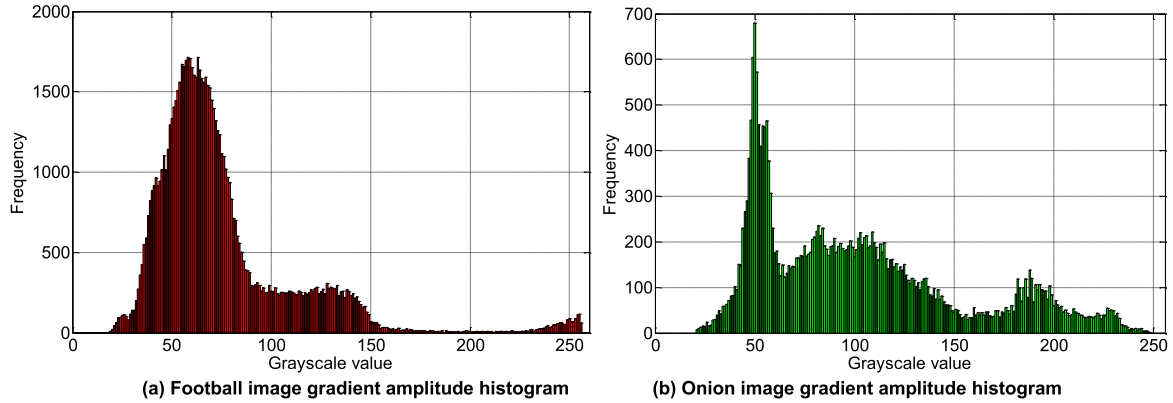 2000
1500
1000
500
0
Frequency
0 50 100 150 200 250
Grayscale value
(a) Football image gradient amplitude histogram
700
600
500
400
300
200
100
0
Frequency
0 50 100 150 200 250
Grayscale value
(b) Onion image gradient amplitude histogram